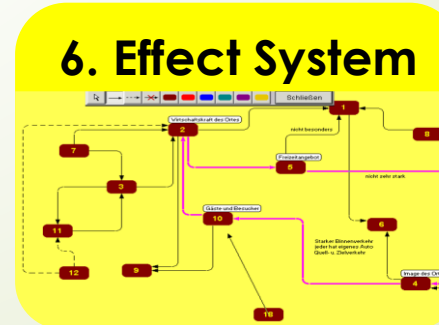 6. Effect System
Schließen
Wirtschaftskraft des Ortes
1
2
nicht besonders
8
7
Freizeitangebot
5
nicht sehr stark
3
Gäste und Besucher
10
11
6
Starker Binnenverkehr
jeder hat eigenes Auto
Quell- u. Zielverkehr
9
12
Image des Ort
4
16